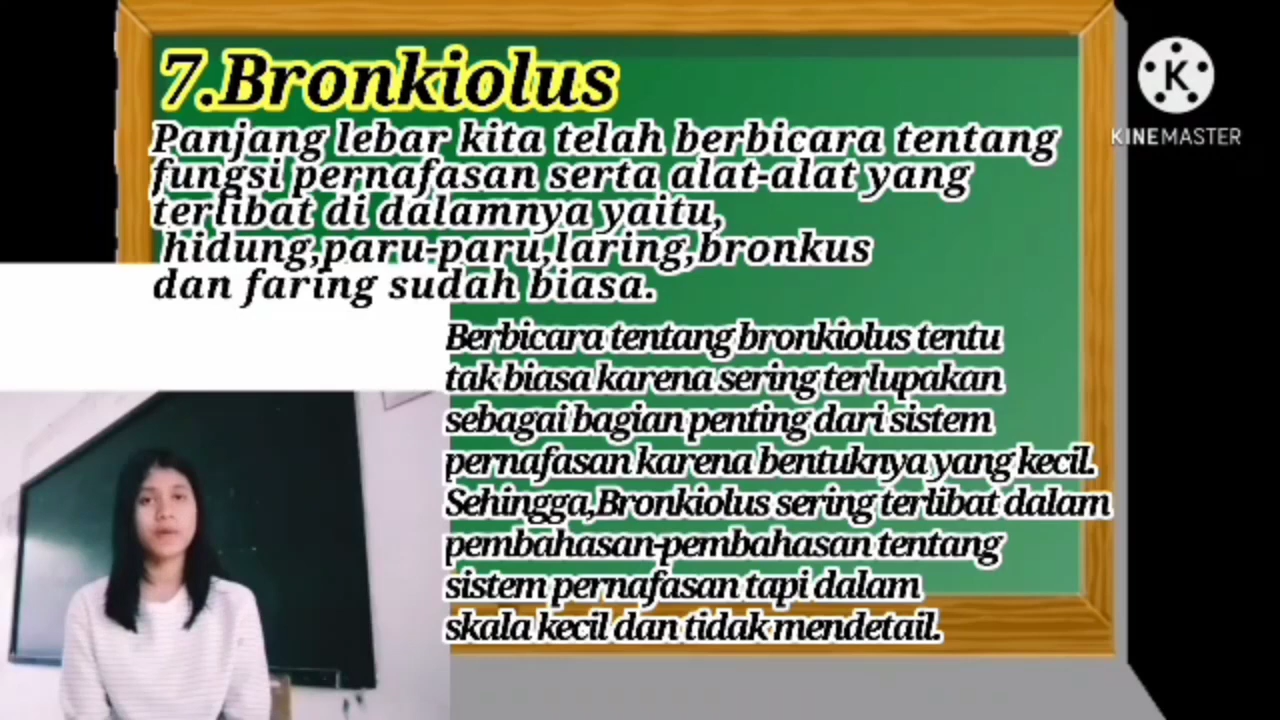 7.Bronkiolus
Panjang lebar kita telah berbicara tentang
fungsi pernafasan serta alat-alat yang
terlibat di dalamnya yaitu,
hidung,paru-paru,laring,bronkus
dan faring sudah biasa.
Berbicara tentang bronkiolus tentu
tak biasa karena sering terlupakan
sebagai bagian penting dari sistem
pernafasan karena bentuknya yang kecil.
Sehingga,Bronkiolus sering terlibat dalam
pembahasan-pembahasan tentang
sistem pernafasan tapi dalam
skala kecil dan tidak mendetail.
K
KINEMASTER